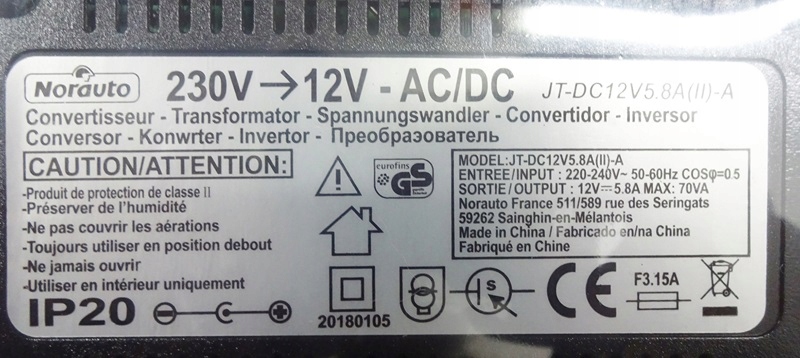 Norauto
230V→12V - AC/DC JT-DC12V5.8A(II)-A
Convertisseur - Transformator - Spannungswandler - Convertidor - Inversor
Conversor - Konwrter - Invertor - Преобразоватeль
CAUTION/ATTENTION:
-Produit de protection de classe II
-Préserver de l'humidité
-Ne pas couvrir les aérations
-Toujours utiliser en position debout
-Ne jamais ouvrir
-Utiliser en intérieur uniquement
IP20
!
eurofins
GS
20180105
S
MODEL:JT-DC12V5.8A(II)-A
ENTREE/INPUT : 220-240V~ 50-60Hz COSφ=0.5
SORTIE/OUTPUT : 12V⎓5.8A MAX: 70VA
Norauto France 511/589 rue des Seringats
59262 Sainghin-en-Mélantois
Made in China / Fabricado en/na China
Fabriqué en Chine
CE
F3.15A